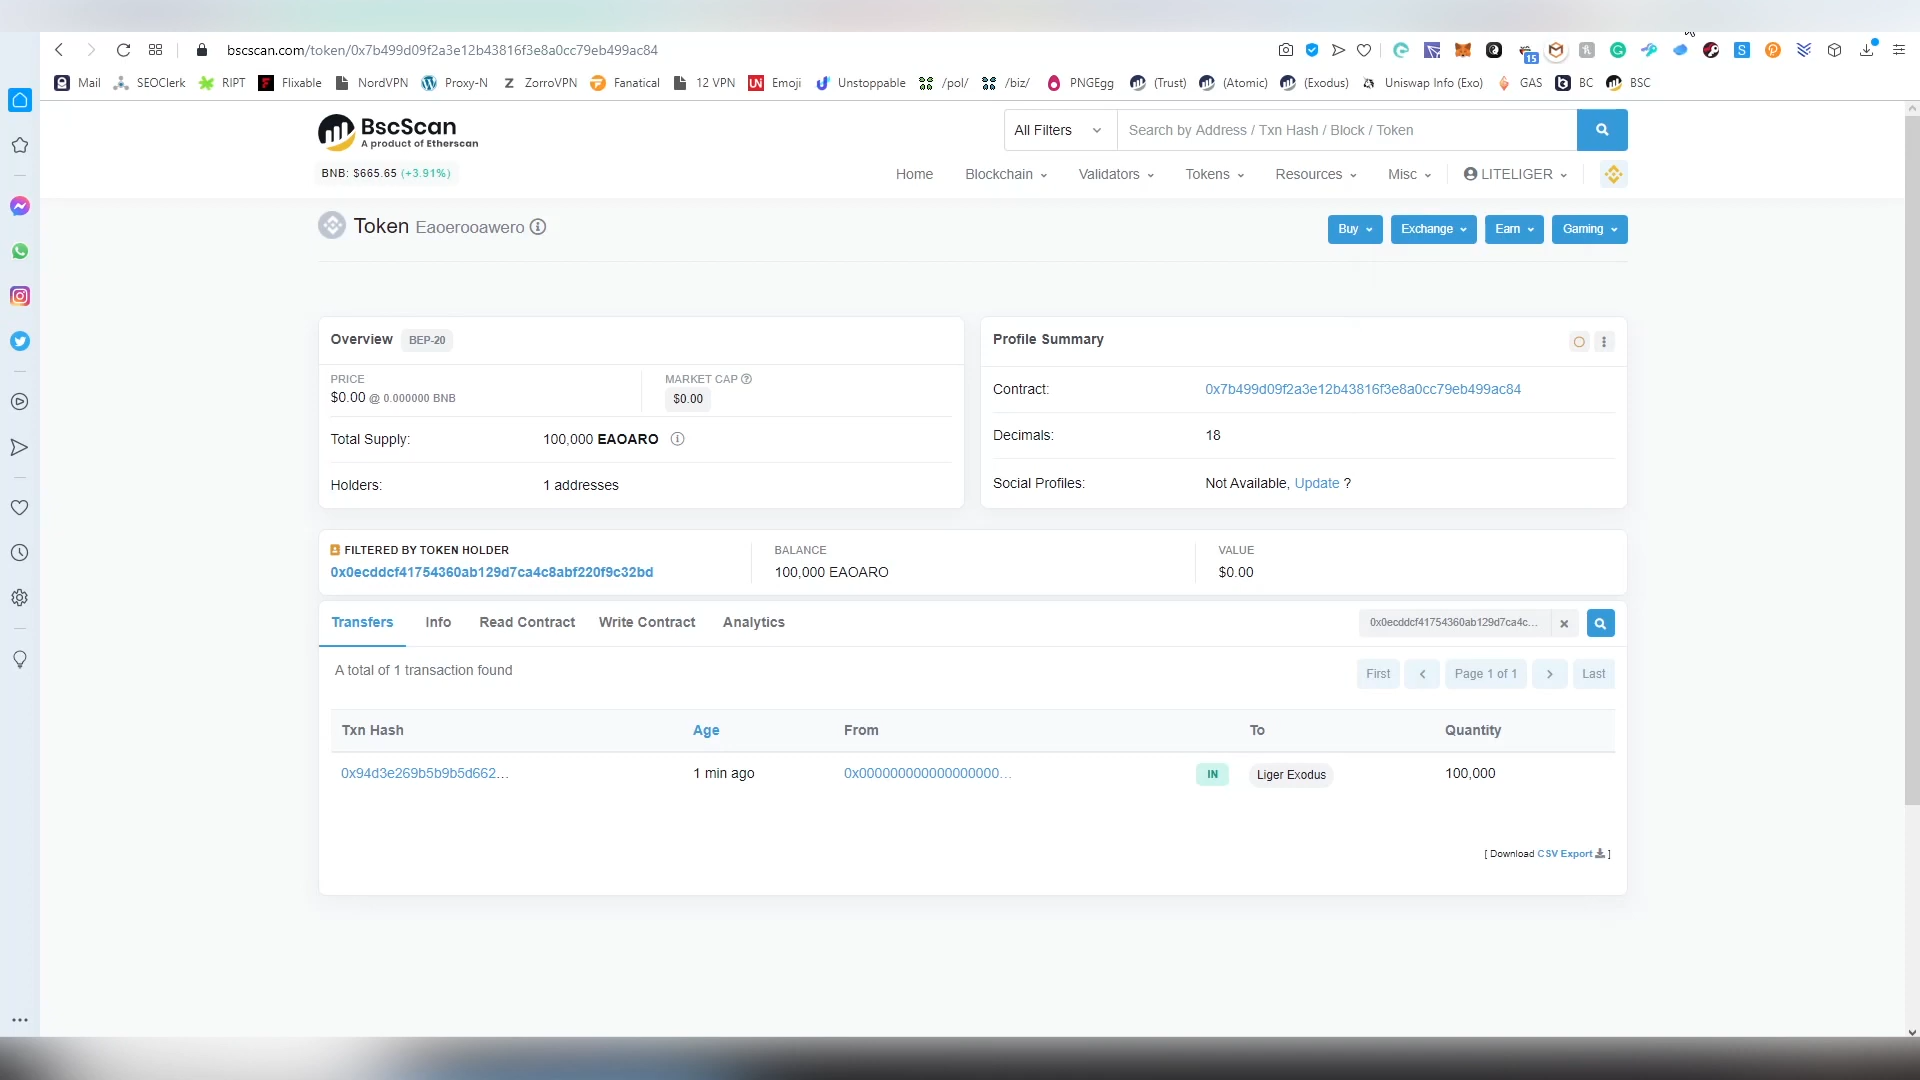 bscscan.com/token/0x7b499d09f2a3e12b43816f3e8a0cc79eb499ac84
15
Mail SEOClerk RIPT Flixable NordVPN Proxy-N ZorroVPN Fanatical 12 VPN Emoji Unstoppable /pol/ /biz/ PNGEgg (Trust) (Atomic) (Exodus) Uniswap Info (Exo) GAS BC BSC
BscScan
A product of Etherscan
All Filters Search by Address / Txn Hash / Block / Token
BNB: $665.65 (+3.91%)
Home Blockchain Validators Tokens Resources Misc LITELIGER
Token Eaoerooawero
Buy Exchange Earn Gaming
Overview BEP-20
PRICE
$0.00 @ 0.000000 BNB
MARKET CAP
$0.00
Total Supply: 100,000 EAOARO
Holders: 1 addresses
Profile Summary
Contract: 0x7b499d09f2a3e12b43816f3e8a0cc79eb499ac84
Decimals: 18
Social Profiles: Not Available, Update ?
FILTERED BY TOKEN HOLDER
0x0ecddcf41754360ab129d7ca4c8abf220f9c32bd
BALANCE
100,000 EAOARO
VALUE
$0.00
Transfers Info Read Contract Write Contract Analytics
0x0ecddcf41754360ab129d7ca4c...
A total of 1 transaction found
First Page 1 of 1 Last
Txn Hash Age From To Quantity
0x94d3e269b5b9b5d662... 1 min ago 0x000000000000000000... IN Liger Exodus 100,000
[ Download CSV Export ]